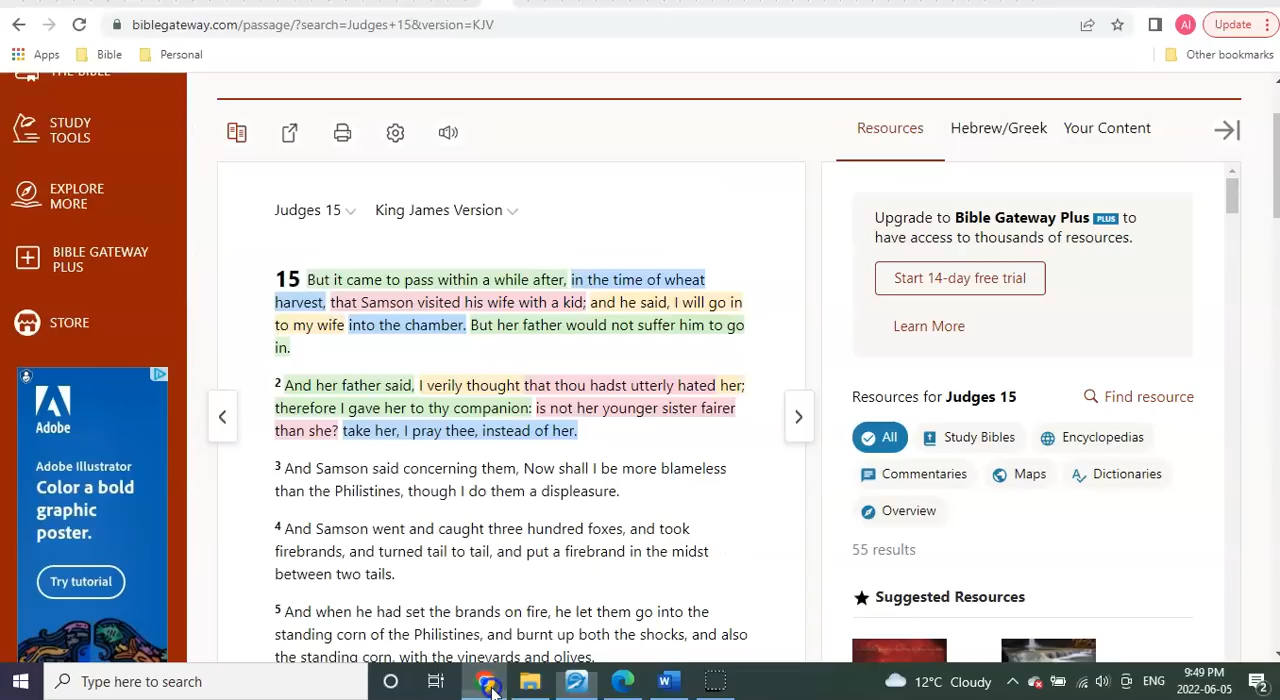 biblegateway.com/passage/?search=Judges+15&version=KJV
AI
Update
Apps
Bible
Personal
Other bookmarks
STUDY
TOOLS
EXPLORE
MORE
BIBLE GATEWAY
PLUS
STORE
Resources
Hebrew/Greek
Your Content
Judges 15
King James Version
15 But it came to pass within a while after, in the time of wheat
harvest, that Samson visited his wife with a kid; and he said, I will go in
to my wife into the chamber. But her father would not suffer him to go
in.
2 And her father said, I verily thought that thou hadst utterly hated her;
therefore I gave her to thy companion: is not her younger sister fairer
than she? take her, I pray thee, instead of her.
3 And Samson said concerning them, Now shall I be more blameless
than the Philistines, though I do them a displeasure.
4 And Samson went and caught three hundred foxes, and took
firebrands, and turned tail to tail, and put a firebrand in the midst
between two tails.
5 And when he had set the brands on fire, he let them go into the
standing corn of the Philistines, and burnt up both the shocks, and also
the standing corn, with the vineyards and olives.
Upgrade to Bible Gateway Plus PLUS to
have access to thousands of resources.
Start 14-day free trial
Learn More
Resources for Judges 15
Find resource
All
Study Bibles
Encyclopedias
Commentaries
Maps
Dictionaries
Overview
55 results
Suggested Resources
Adobe
Adobe Illustrator
Color a bold
graphic
poster.
Try tutorial
Type here to search
12°C Cloudy
ENG
9:49 PM
2022-06-05
2